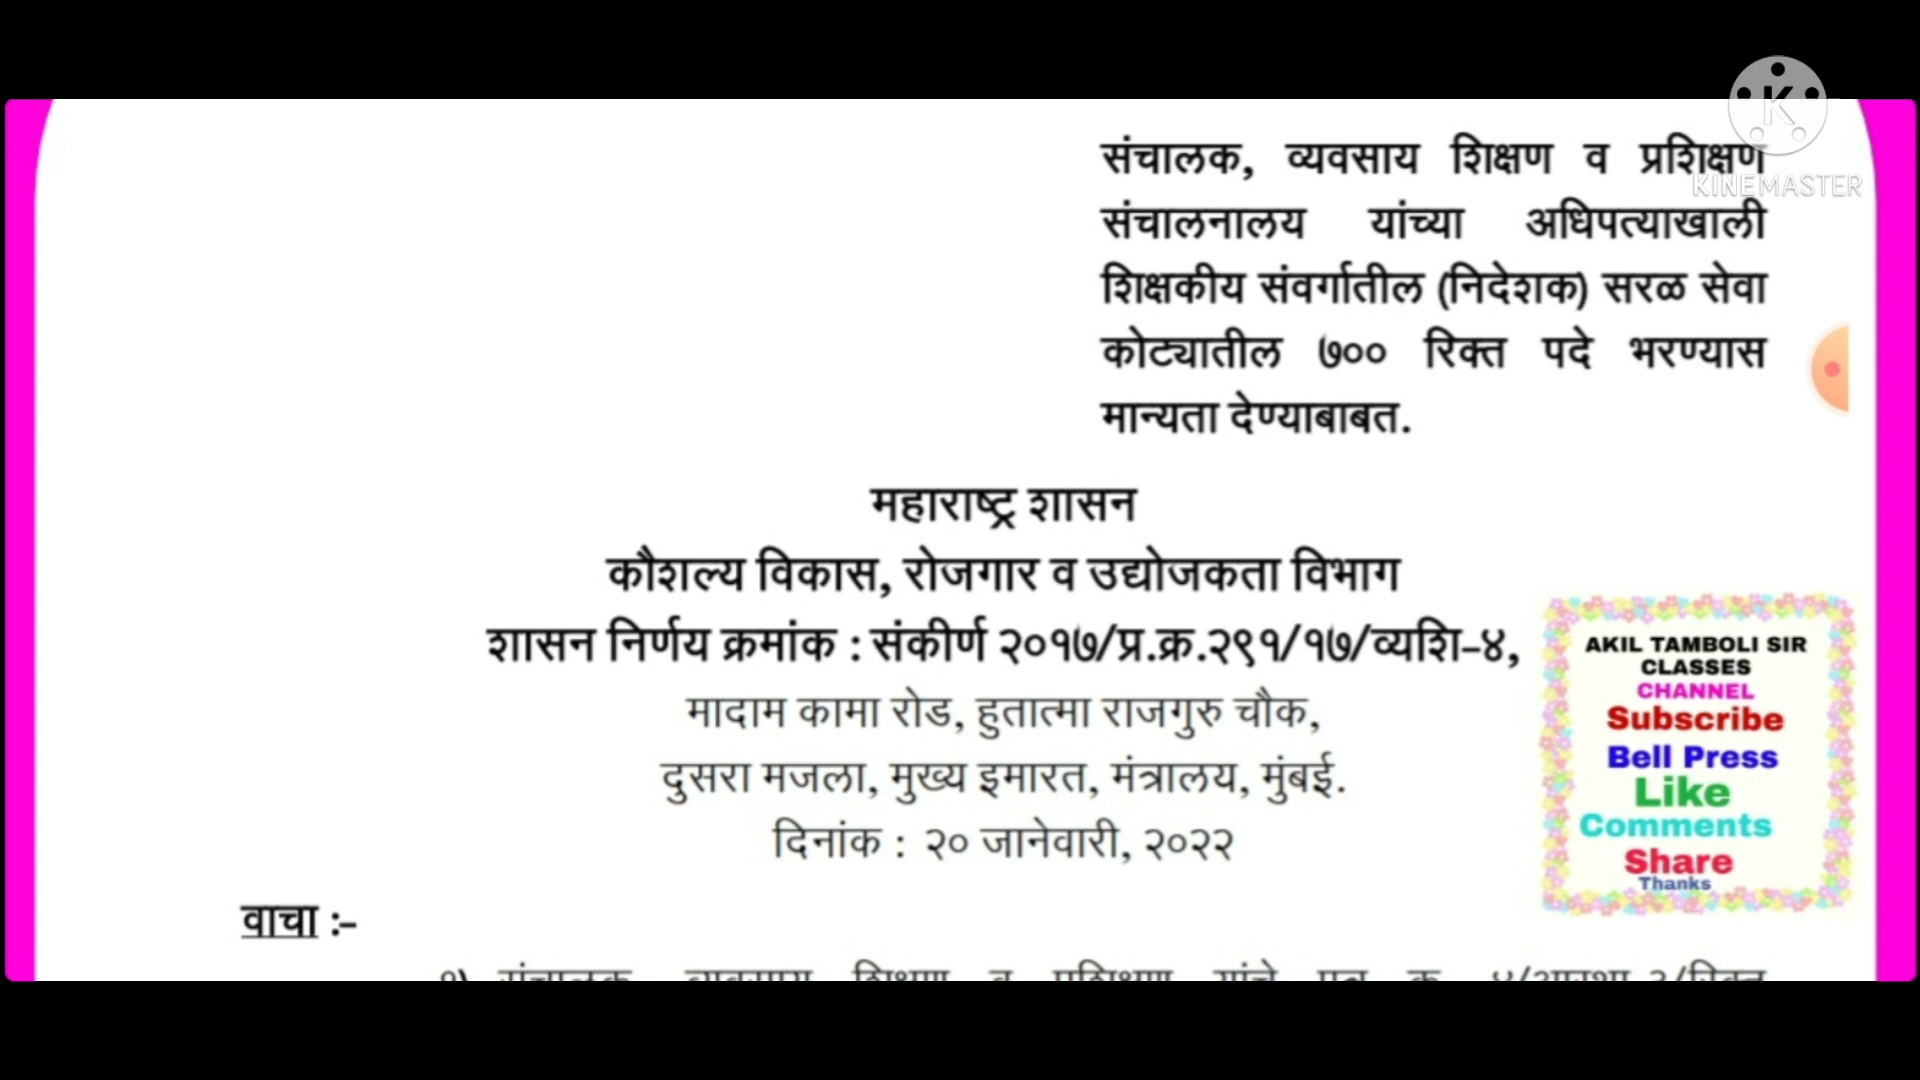 संचालक, व्यवसाय शिक्षण व प्रशिक्षण
संचालनालय यांच्या अधिपत्याखाली
शिक्षकीय संवर्गातील (निदेशक) सरळ सेवा
कोट्यातील ७०० रिक्त पदे भरण्यास
मान्यता देण्याबाबत.
K
KINEMASTER
महाराष्ट्र शासन
कौशल्य विकास, रोजगार व उद्योजकता विभाग
शासन निर्णय क्रमांक : संकीर्ण २०१७/प्र.क्र.२९१/१७/व्यशि-४,
मादाम कामा रोड, हुतात्मा राजगुरु चौक,
दुसरा मजला, मुख्य इमारत, मंत्रालय, मुंबई.
दिनांक : २० जानेवारी, २०२२
AKIL TAMBOLI SIR
CLASSES
CHANNEL
Subscribe
Bell Press
Like
Comments
Share
Thanks
वाचा :-